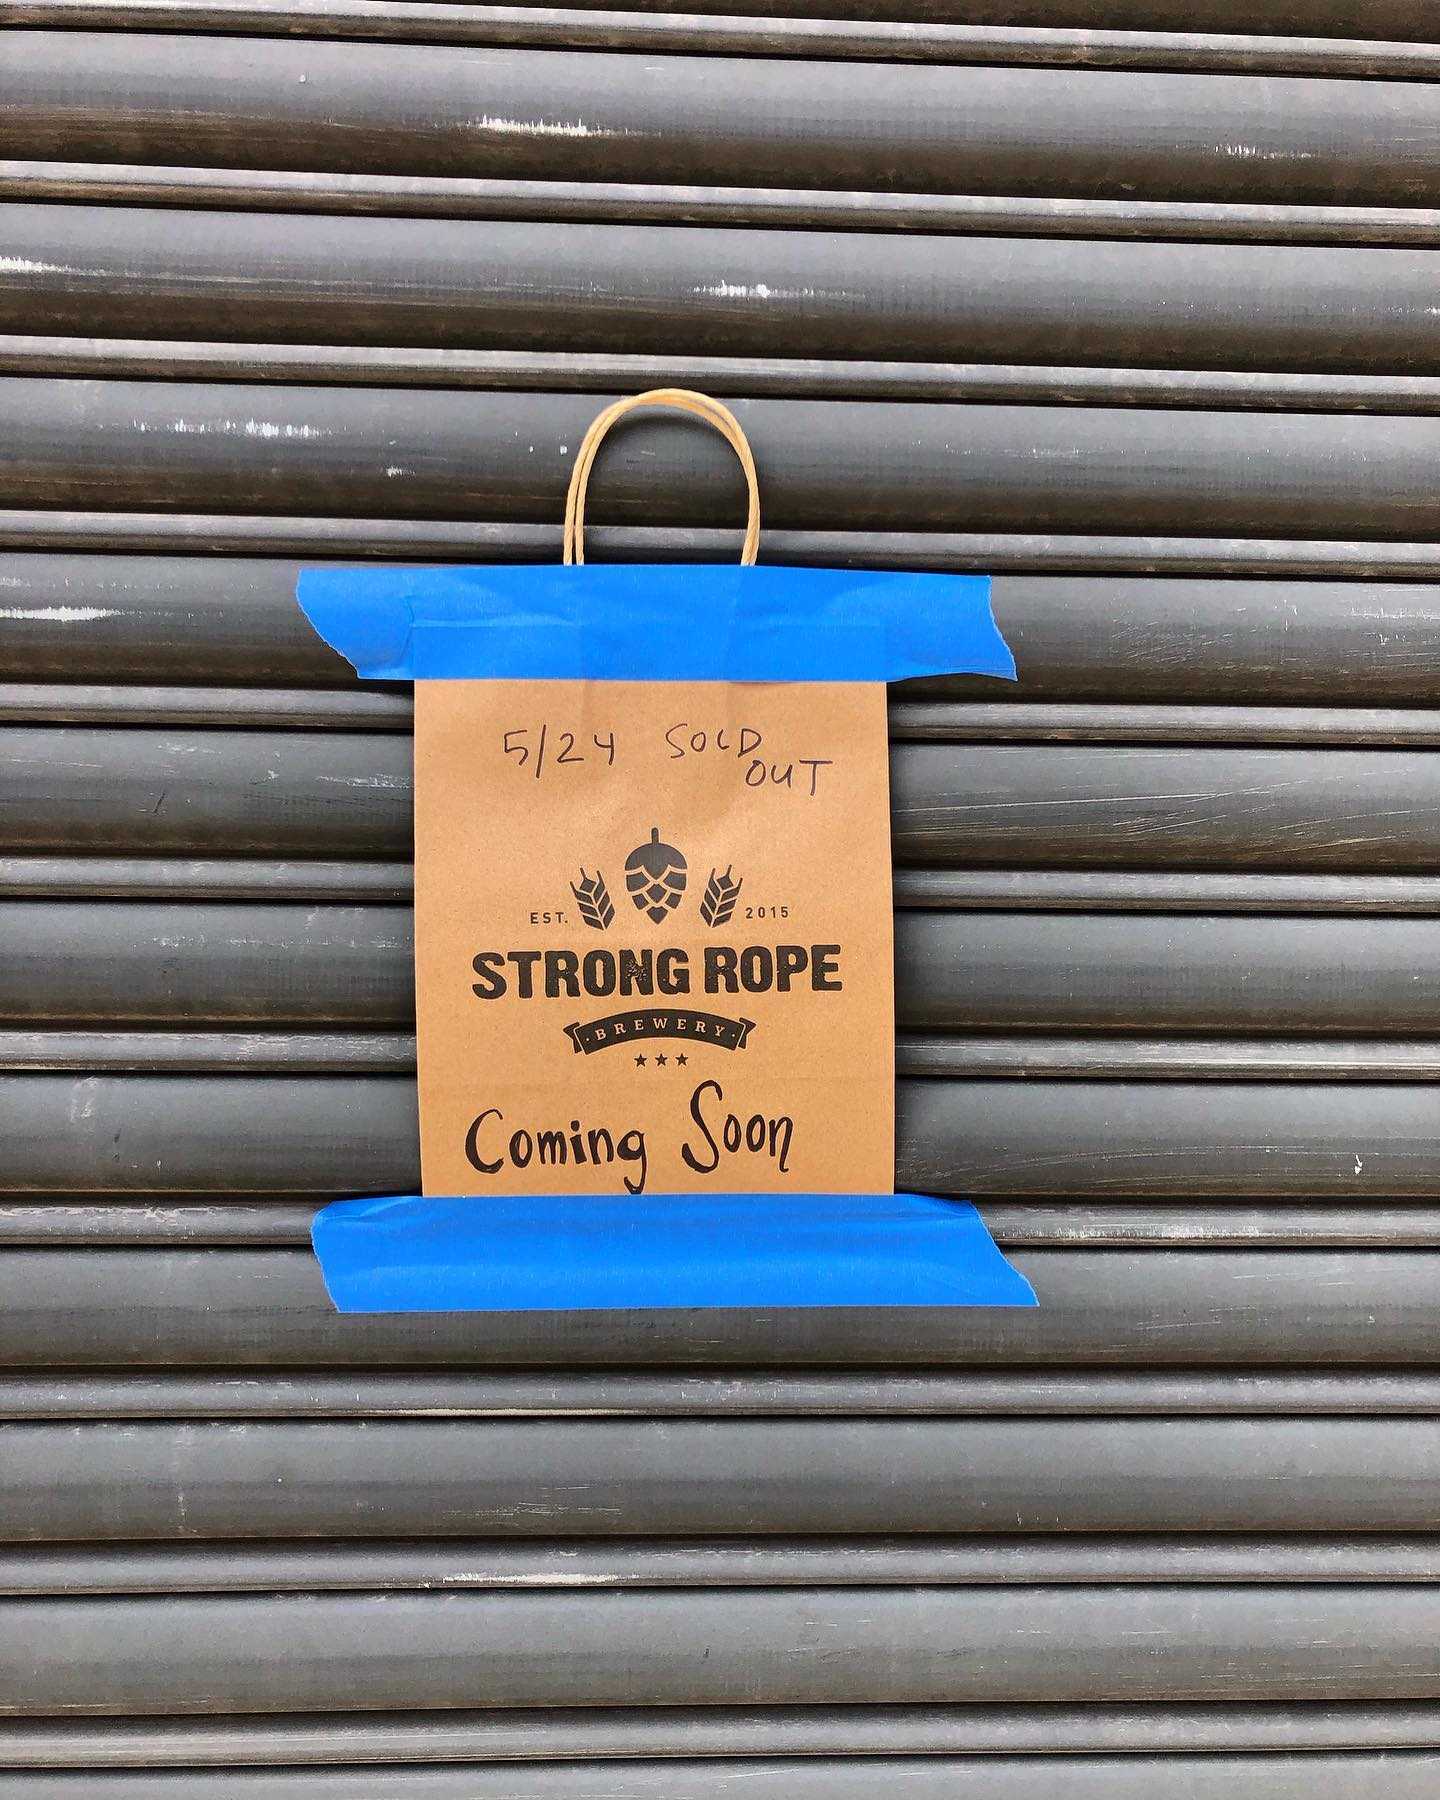 5/24 SOLD
OUT
EST. 2015
STRONG ROPE
· BREWERY ·
Coming Soon